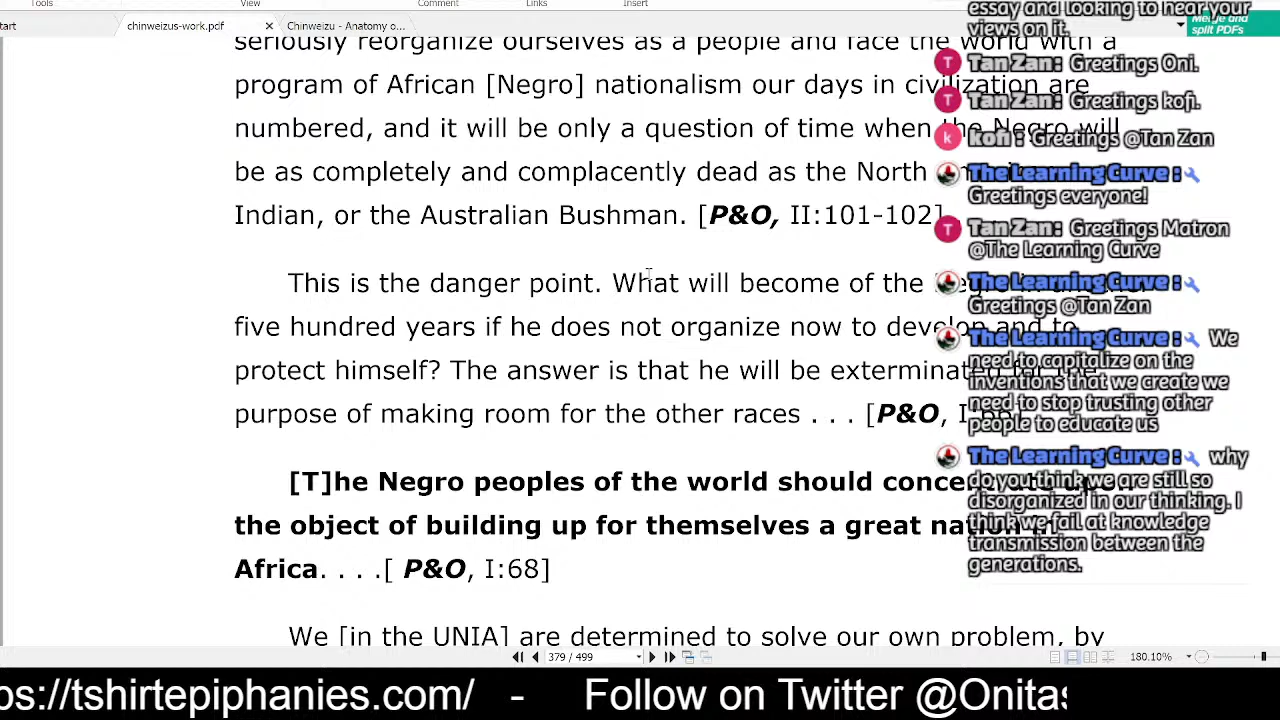 Tools
View
Comment
Links
Insert
tart
chinweizus-work.pdf
Chinweizu - Anatomy o...
Merge and
split PDFs
seriously reorganize ourselves as a people and face the world with a
program of African [Negro] nationalism our days in civilization are
numbered, and it will be only a question of time when the Negro will
be as completely and complacently dead as the North
Indian, or the Australian Bushman. [P&O, II:101-102]
This is the danger point. What will become of the
five hundred years if he does not organize now to develop and to
protect himself? The answer is that he will be exterminated for the
purpose of making room for the other races . . . [P&O,
[T]he Negro peoples of the world should
the object of building up for themselves a great nation in
Africa. . . .[ P&O, I:68]
We [in the UNIA] are determined to solve our own problem, by
379 / 499
180.10%
essay and looking to hear your
views on it.
T Tan Zan: Greetings Oni.
T Tan Zan: Greetings kofi.
k kofi : Greetings @Tan Zan
The Learning Curve :
Greetings everyone!
T Tan Zan: Greetings Matron
@The Learning Curve
The Learning Curve :
Greetings @Tan Zan
The Learning Curve : We
need to capitalize on the
inventions that we create we
need to stop trusting other
people to educate us
The Learning Curve : why
do you think we are still so
disorganized in our thinking. I
think we fail at knowledge
transmission between the
generations.
ps://tshirtepiphanies.com/ - Follow on Twitter @Onitas